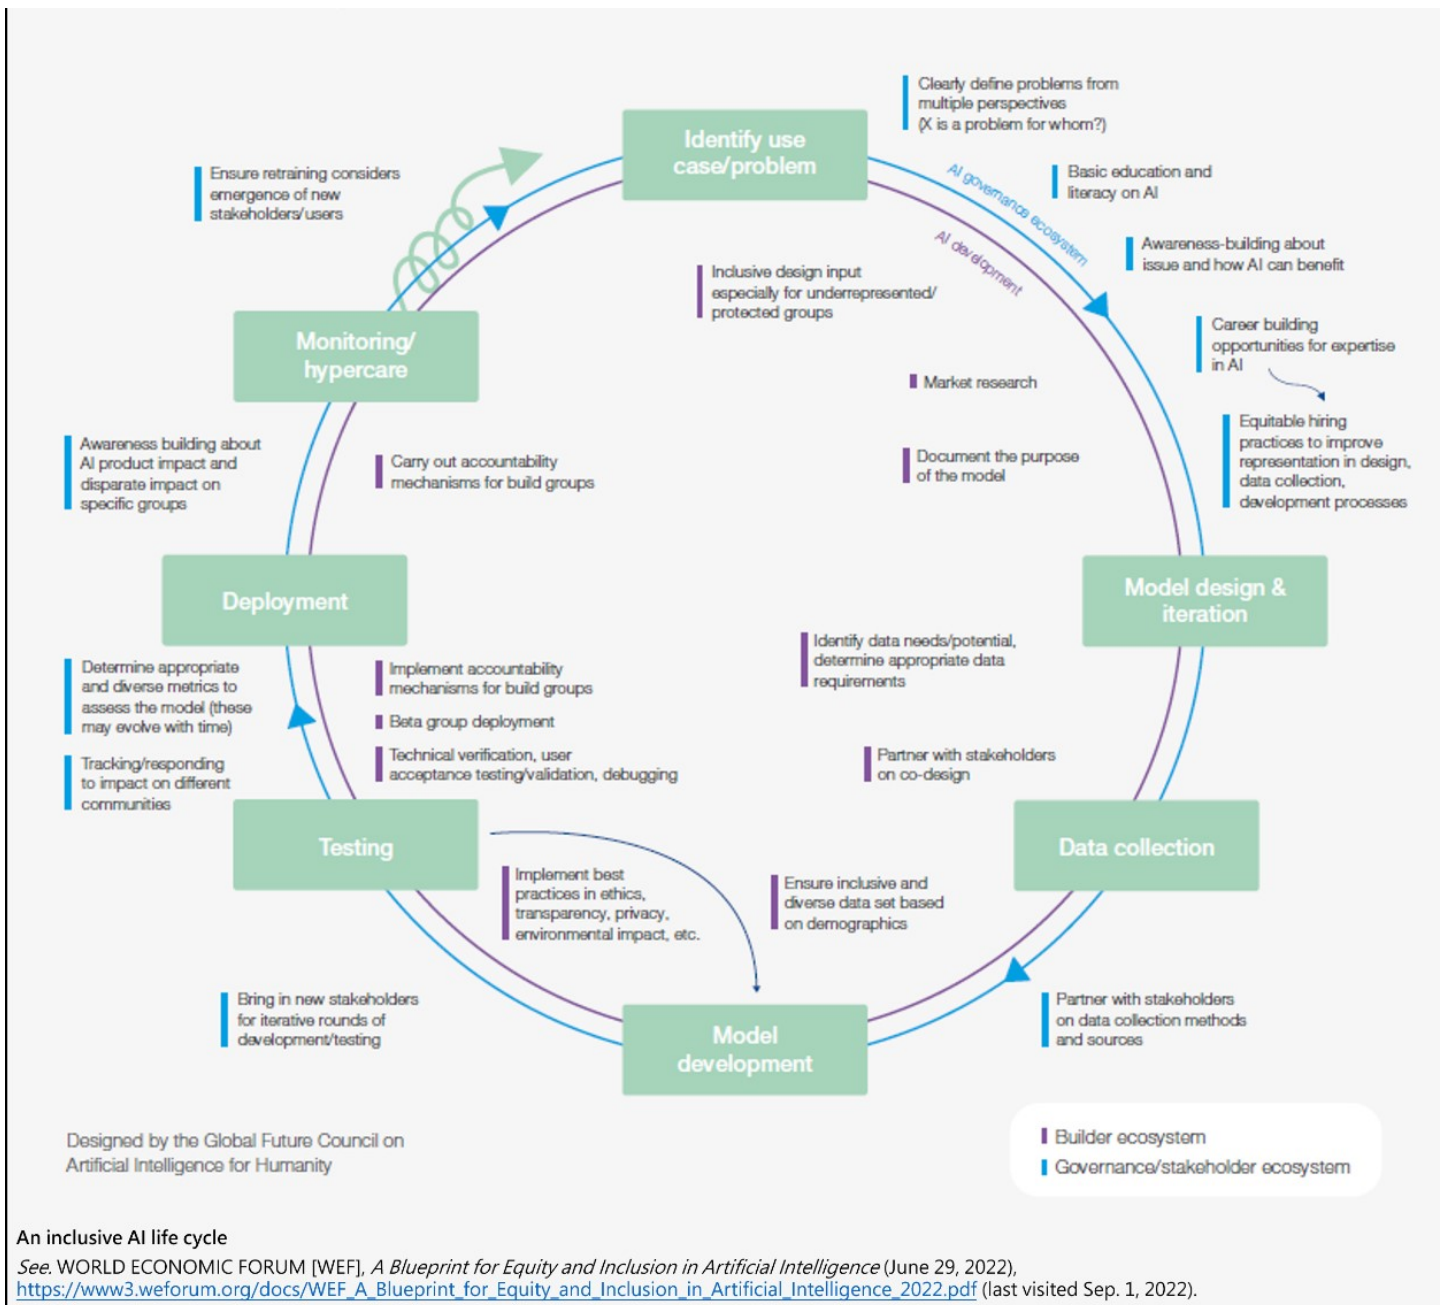 Clearly define problems from
multiple perspectives
(X is a problem for whom?)
Identify use
case/problem
Ensure retraining considers
emergence of new
stakeholders/users
AI governance ecosystem
AI development
Basic education and
literacy on AI
Awareness-building about
issue and how AI can benefit
Inclusive design input
especially for underrepresented/
protected groups
Career building
opportunities for expertise
in AI
Monitoring/
hypercare
Market research
Equitable hiring
practices to improve
representation in design,
data collection,
development processes
Awareness building about
AI product impact and
disparate impact on
specific groups
Carry out accountability
mechanisms for build groups
Document the purpose
of the model
Deployment
Model design &
iteration
Identify data needs/potential,
determine appropriate data
requirements
Determine appropriate
and diverse metrics to
assess the model (these
may evolve with time)
Implement accountability
mechanisms for build groups
Beta group deployment
Technical verification, user
acceptance testing/validation, debugging
Partner with stakeholders
on co-design
Tracking/responding
to impact on different
communities
Testing
Data collection
Implement best
practices in ethics,
transparency, privacy,
environmental impact, etc.
Ensure inclusive and
diverse data set based
on demographics
Bring in new stakeholders
for iterative rounds of
development/testing
Partner with stakeholders
on data collection methods
and sources
Model
development
Designed by the Global Future Council on
Artificial Intelligence for Humanity
Builder ecosystem
Governance/stakeholder ecosystem
An inclusive AI life cycle
See. WORLD ECONOMIC FORUM [WEF], A Blueprint for Equity and Inclusion in Artificial Intelligence (June 29, 2022),
https://www3.weforum.org/docs/WEF_A_Blueprint_for_Equity_and_Inclusion_in_Artificial_Intelligence_2022.pdf (last visited Sep. 1, 2022).